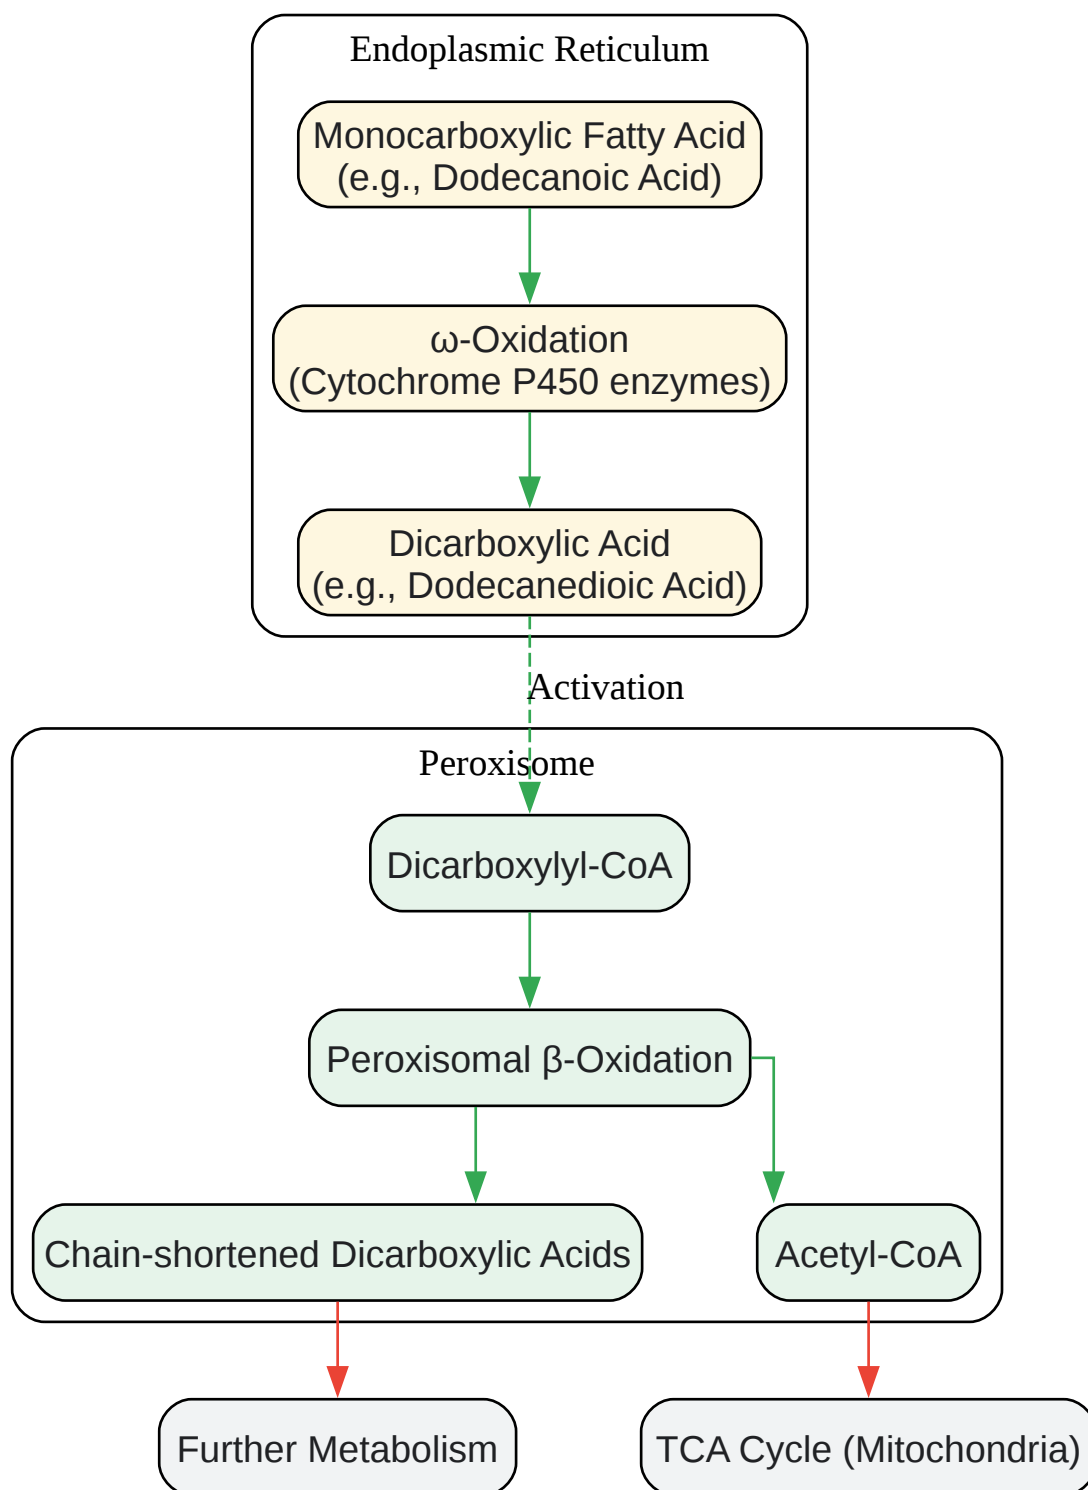 Endoplasmic Reticulum
Monocarboxylic Fatty Acid
(e.g., Dodecanoic Acid)
ω-Oxidation
(Cytochrome P450 enzymes)
Dicarboxylic Acid
(e.g., Dodecanedioic Acid)
Activation
Peroxisome
Dicarboxylyl-CoA
Peroxisomal β-Oxidation
Chain-shortened Dicarboxylic Acids
Acetyl-CoA
Further Metabolism
TCA Cycle (Mitochondria)